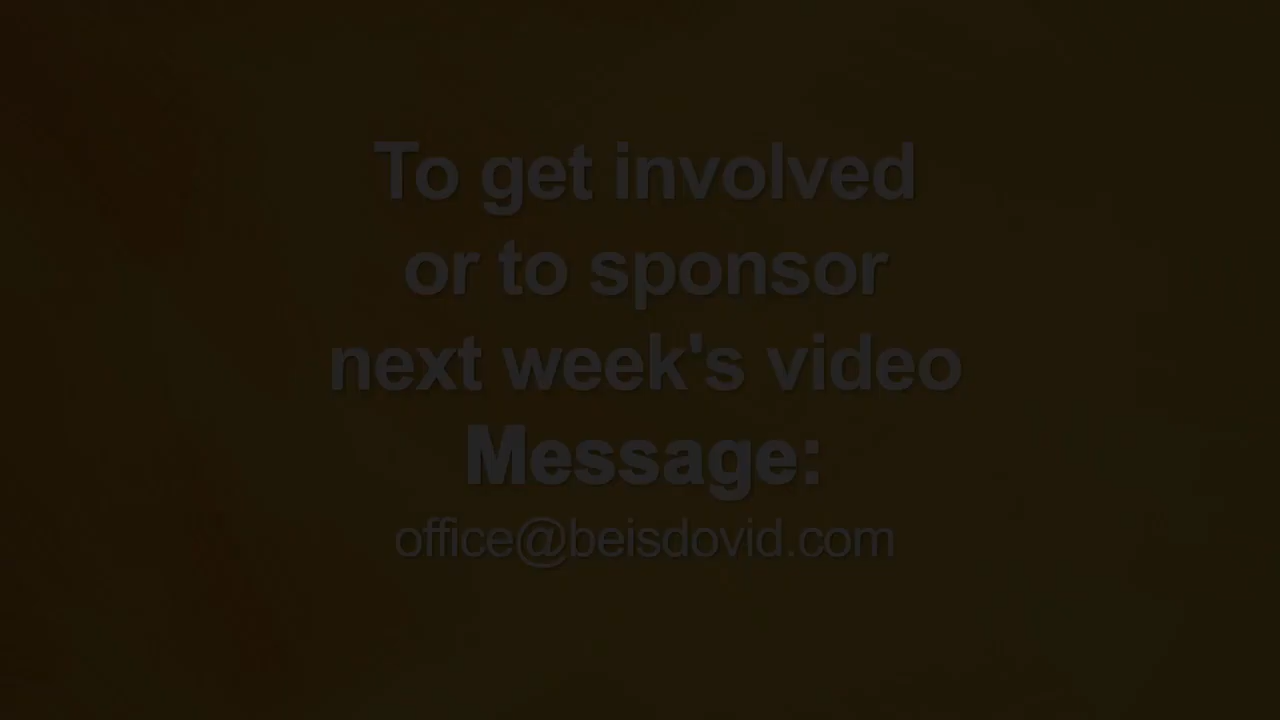 To get involved
or to sponsor
next week's video
Message:
office@beisdovid.com